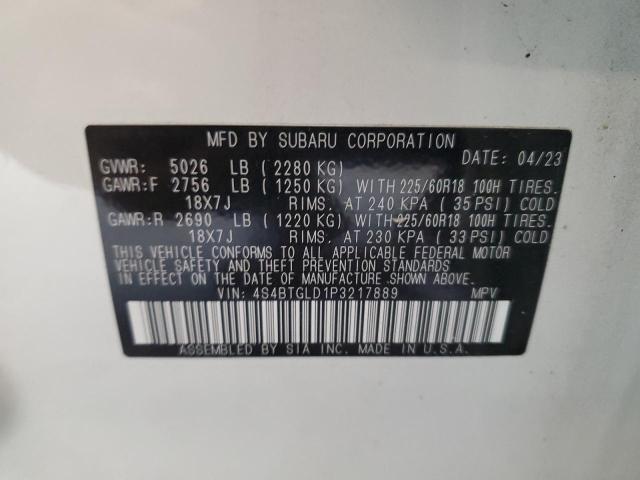 MFD BY SUBARU CORPORATION
GVWR: 5026 LB ( 2280 KG) DATE: 04/23
GAWR:F 2756 LB ( 1250 KG) WITH 225/60R18 100H TIRES.
18X7J RIMS. AT 240 KPA ( 35 PSI) COLD
GAWR:R 2690 LB ( 1220 KG) WITH 225/60R18 100H TIRES.
18X7J RIMS. AT 230 KPA ( 33 PSI) COLD
THIS VEHICLE CONFORMS TO ALL APPLICABLE FEDERAL MOTOR
VEHICLE SAFETY AND THEFT PREVENTION STANDARDS
IN EFFECT ON THE DATE OF MANUFACTURE SHOWN ABOVE.
VIN: 4S4BTGLD1P3217889 MPV
ASSEMBLED BY SIA INC. MADE IN U.S.A.